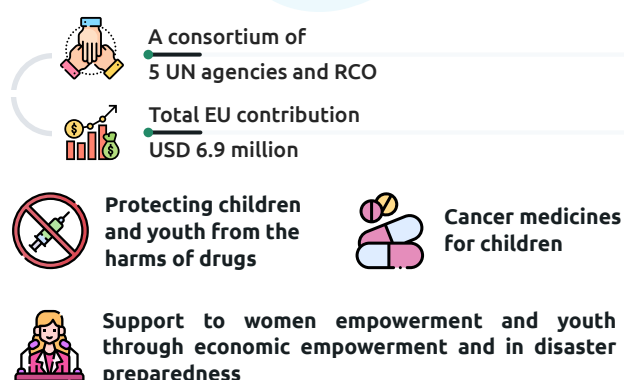 A consortium of
5 UN agencies and RCO
Total EU contribution
USD 6.9 million
Protecting children
and youth from the
harms of drugs
Cancer medicines
for children
Support to women empowerment and youth
through economic empowerment and in disaster
preparedness